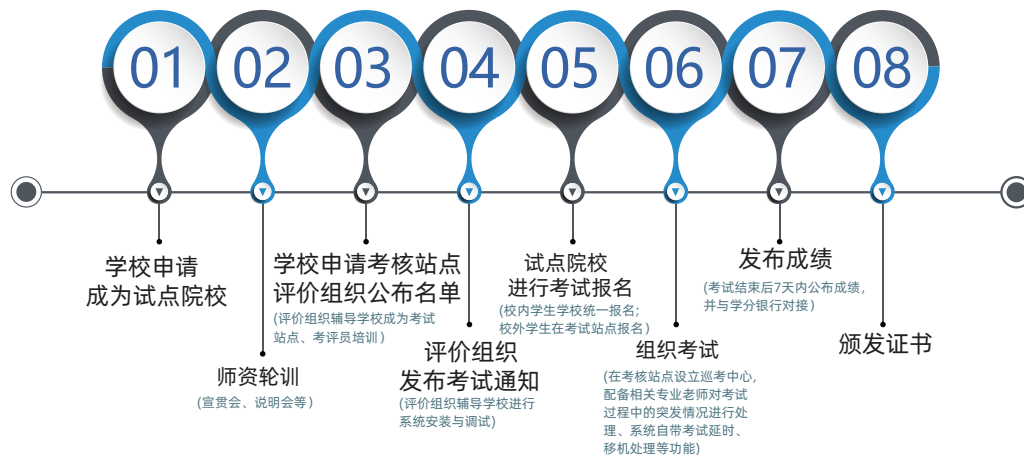 01
02
03
04
05
06
07
08
学校申请
成为试点院校
师资轮训
(宣贯会、说明会等)
学校申请考核站点
评价组织公布名单
(评价组织辅导学校成为考试
站点、考评员培训)
评价组织
发布考试通知
(评价组织辅导学校进行
系统安装与调试)
试点院校
进行考试报名
(校内学生学校统一报名;
校外学生在考试站点报名)
组织考试
(在考核站点设立巡考中心,
配备相关专业老师对考试
过程中的突发情况进行处
理、系统自带考试延时、
移机处理等功能)
发布成绩
(考试结束后7天内公布成绩,
并与学分银行对接)
颁发证书